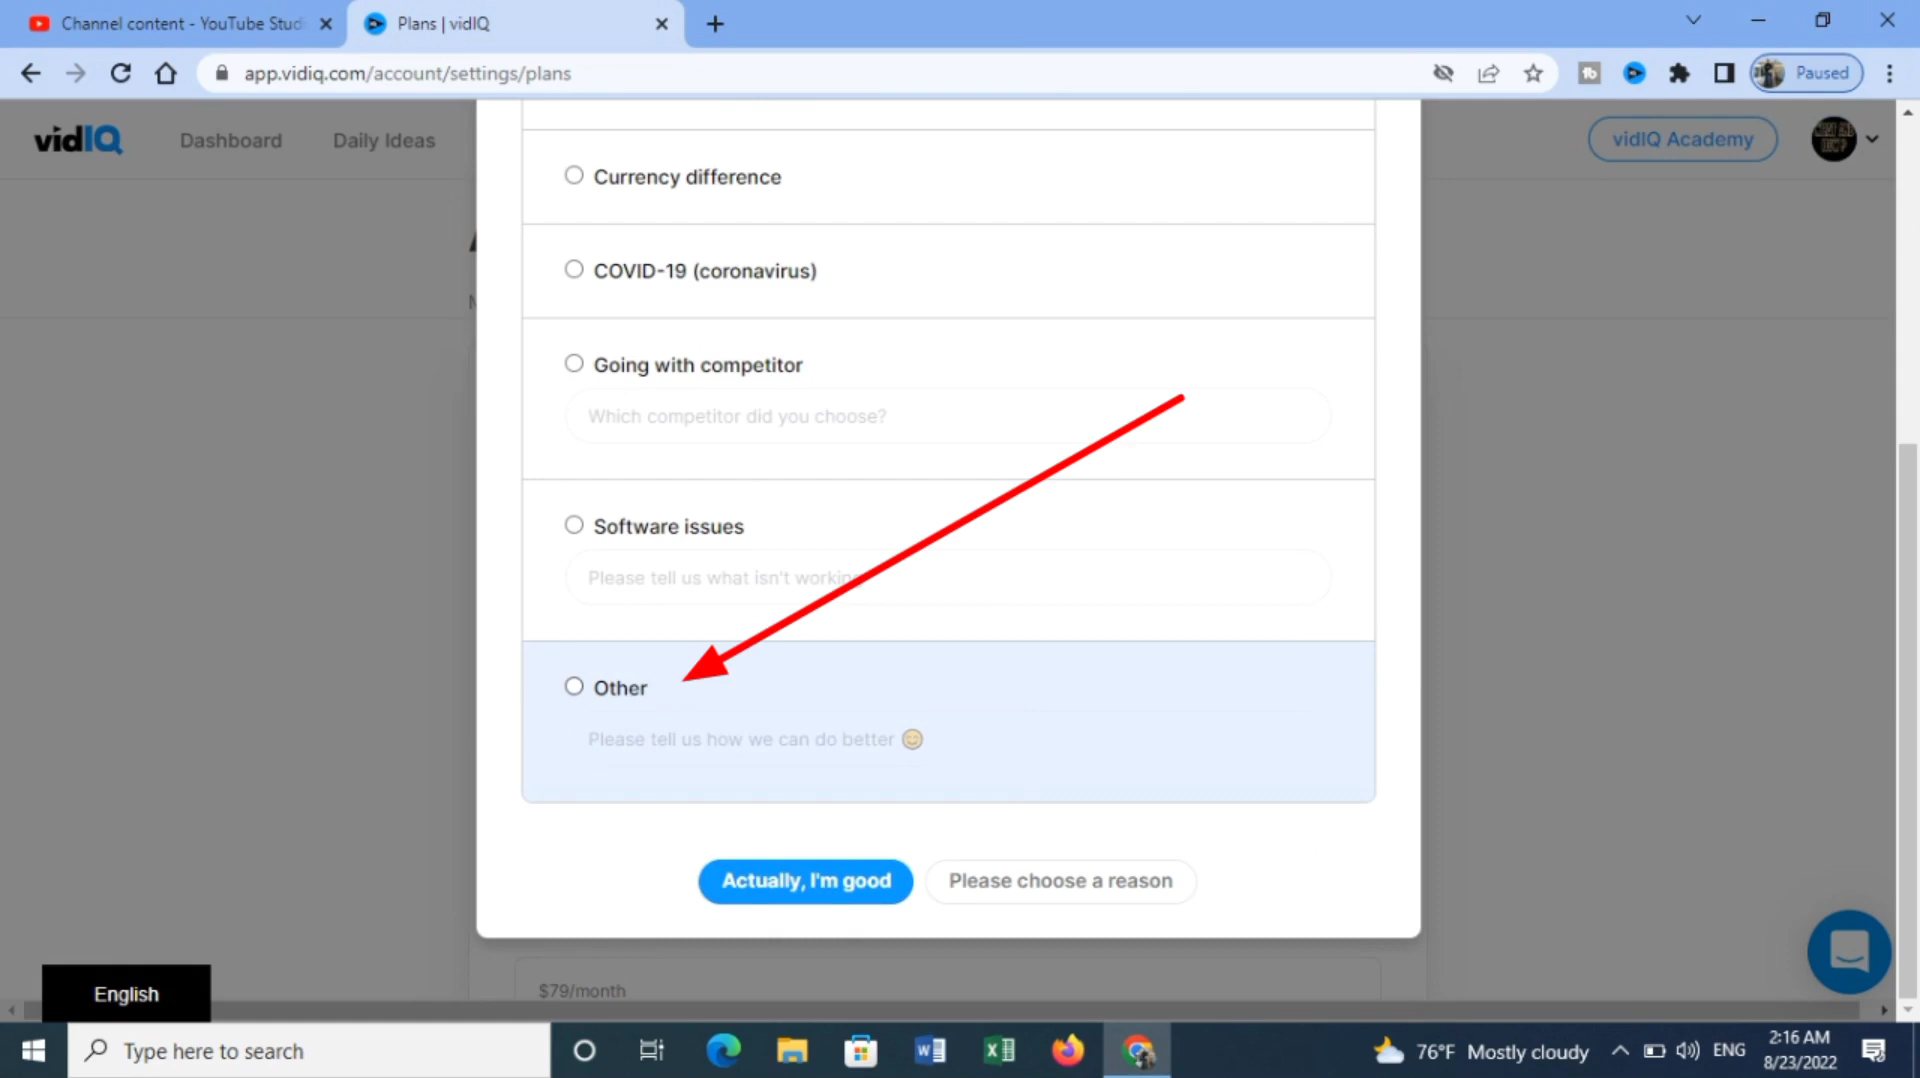 Channel content - YouTube Stud
Plans | vidIQ
app.vidiq.com/account/settings/plans
Paused
vidIQ
Dashboard
Daily Ideas
vidIQ Academy
Currency difference
COVID-19 (coronavirus)
Going with competitor
Which competitor did you choose?
Software issues
Please tell us what isn't workin
Other
Please tell us how we can do better 😊
Actually, I'm good
Please choose a reason
$79/month
English
Type here to search
76°F Mostly cloudy
ENG
2:16 AM
8/23/2022